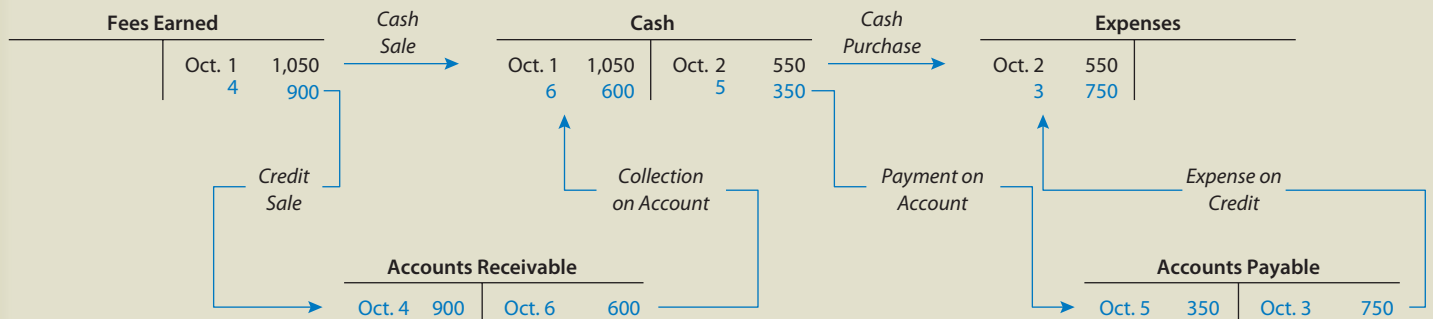 Fees Earned Cash Sale Cash Cash Purchase Expenses
Oct. 1 1,050 Oct. 1 1,050 Oct. 2 550 Oct. 2 550
4 900 6 600 5 350 3 750
Credit Sale Collection on Account Payment on Account Expense on Credit
Accounts Receivable Accounts Payable
Oct. 4 900 Oct. 6 600 Oct. 5 350 Oct. 3 750